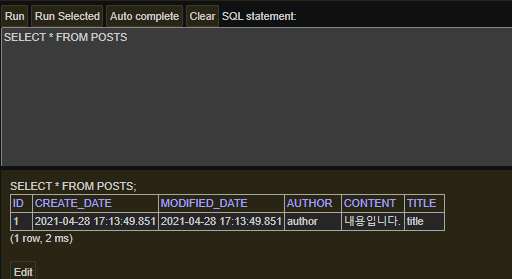 Run Run Selected Auto complete Clear SQL statement:
SELECT * FROM POSTS
SELECT * FROM POSTS;
ID CREATE_DATE MODIFIED_DATE AUTHOR CONTENT TITLE
1 2021-04-28 17:13:49.851 2021-04-28 17:13:49.851 author 내용입니다. title
(1 row, 2 ms)
Edit